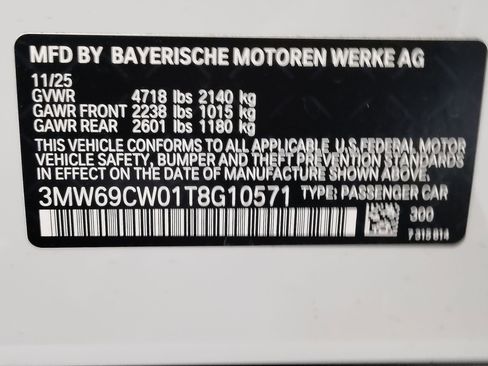 MFD BY BAYERISCHE MOTOREN WERKE AG
11/25
GVWR 4718 lbs 2140 kg
GAWR FRONT 2238 lbs 1015 kg
GAWR REAR 2601 lbs 1180 kg
THIS VEHICLE CONFORMS TO ALL APPLICABLE U.S.FEDERAL MOTOR
VEHICLE SAFETY, BUMPER, AND THEFT PREVENTION STANDARDS
IN EFFECT ON THE DATE OF MANUFACTURE SHOWN ABOVE.
3MW69CW01T8G10571 TYPE: PASSENGER CAR
300
7 315 814